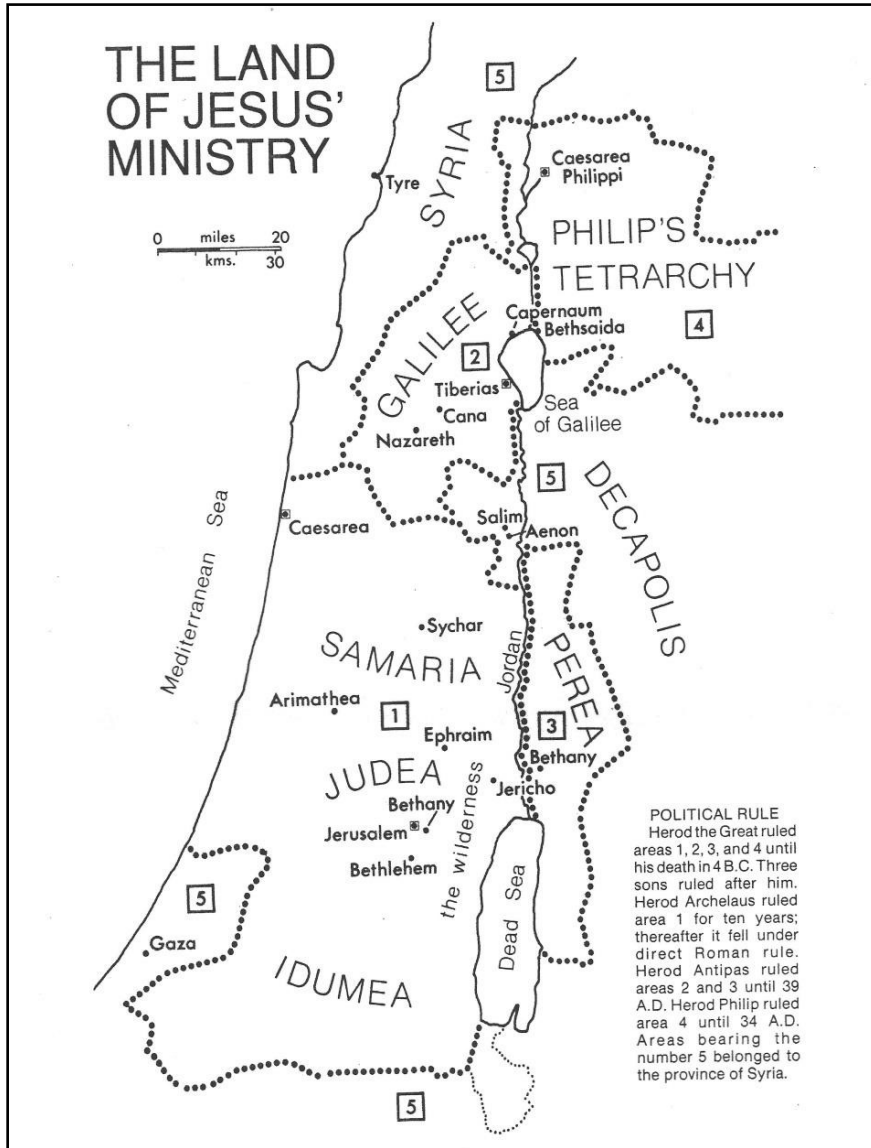 THE LAND
OF JESUS'
MINISTRY
0 miles 20
kms. 30
5
SYRIA
Tyre
Caesarea
Philippi
PHILIP'S
TETRARCHY
4
Capernaum
Bethsaida
GALILEE
2
Tiberias
Cana
Nazareth
Sea
of Galilee
5
DECAPOLIS
Mediterranean Sea
Caesarea
Salim
Aenon
Sychar
SAMARIA
Jordan
PEREA
Arimathea
1
3
Ephraim
Bethany
JUDEA
Jericho
the wilderness
Bethany
Jerusalem
Bethlehem
Dead Sea
5
Gaza
IDUMEA
5
POLITICAL RULE
Herod the Great ruled
areas 1, 2, 3, and 4 until
his death in 4 B.C. Three
sons ruled after him.
Herod Archelaus ruled
area 1 for ten years;
thereafter it fell under
direct Roman rule.
Herod Antipas ruled
areas 2 and 3 until 39
A.D. Herod Philip ruled
area 4 until 34 A.D.
Areas bearing the
number 5 belonged to
the province of Syria.